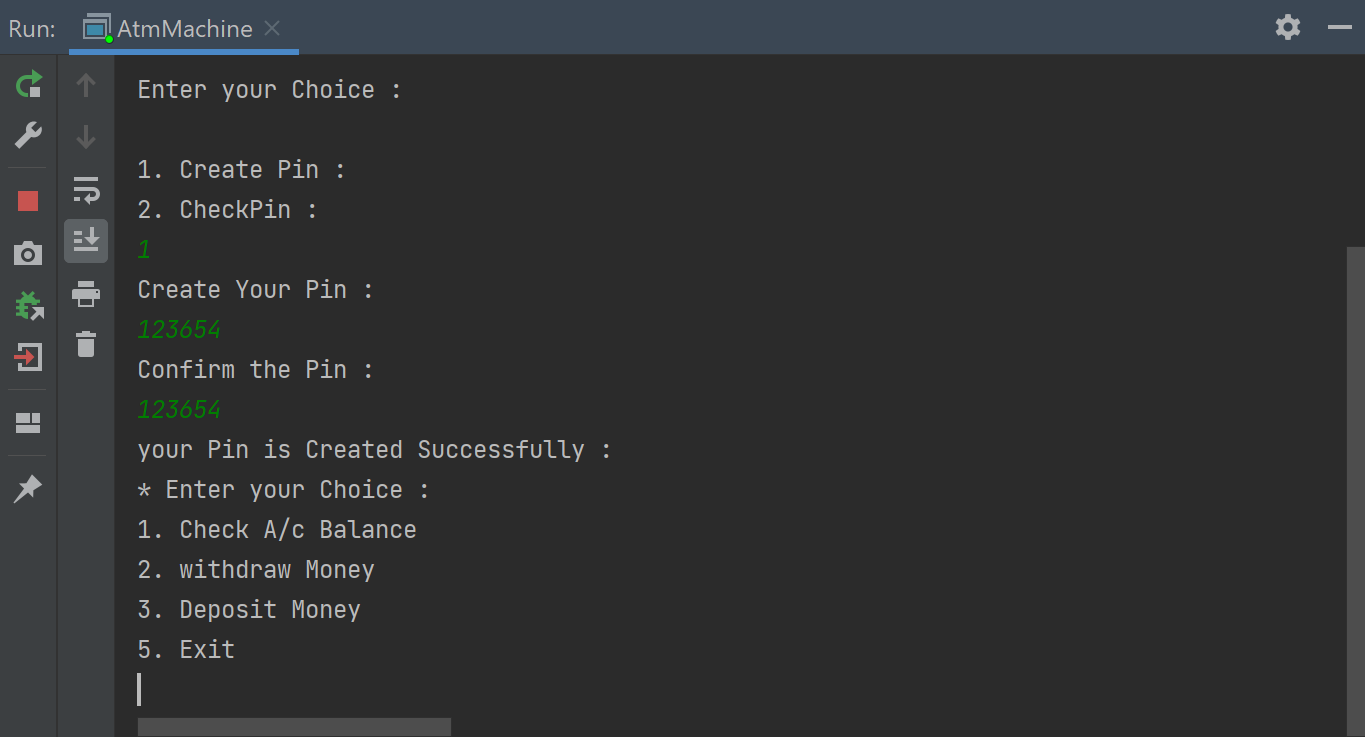 Run: AtmMachine
Enter your Choice :
1. Create Pin :
2. CheckPin :
1
Create Your Pin :
123654
Confirm the Pin :
123654
your Pin is Created Successfully :
* Enter your Choice :
1. Check A/c Balance
2. withdraw Money
3. Deposit Money
5. Exit